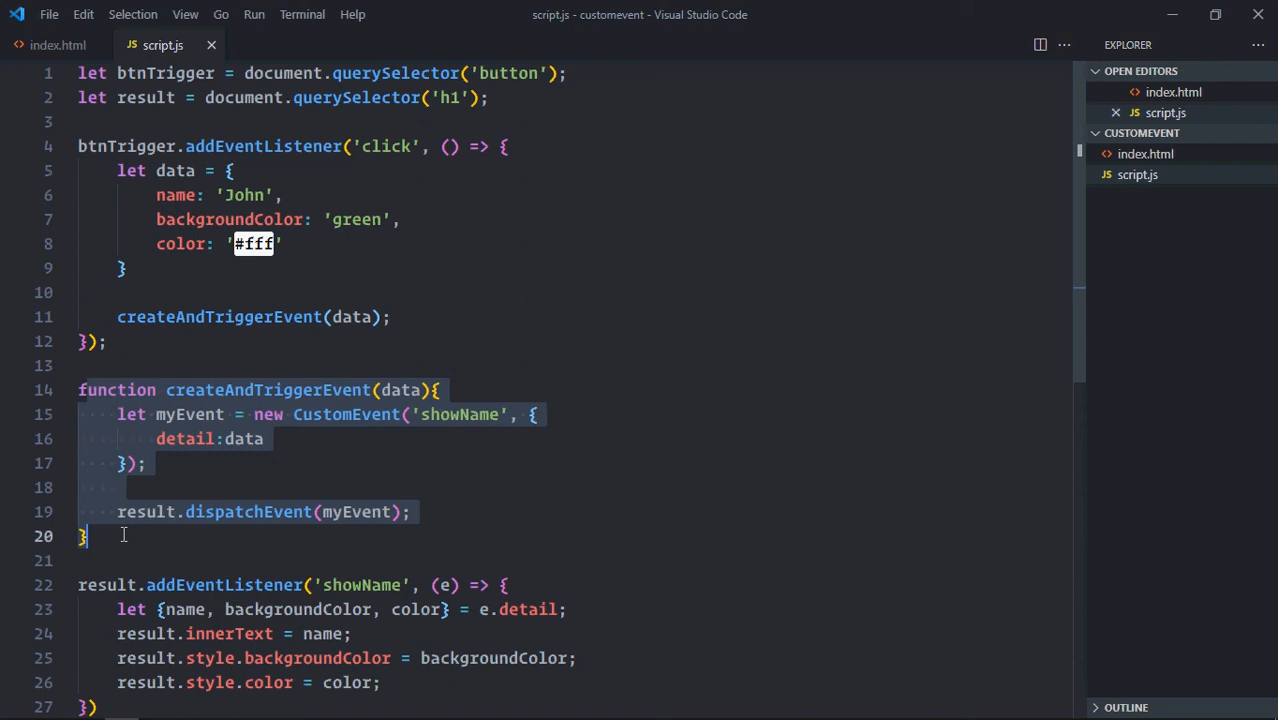 File Edit Selection View Go Run Terminal Help script.js - customevent - Visual Studio Code
index.html JS script.js
EXPLORER
OPEN EDITORS
index.html
JS script.js
CUSTOMEVENT
index.html
JS script.js
OUTLINE
1 let btnTrigger = document.querySelector('button');
2 let result = document.querySelector('h1');
3
4 btnTrigger.addEventListener('click', () => {
5 let data = {
6 name: 'John',
7 backgroundColor: 'green',
8 color: '#fff'
9 }
10
11 createAndTriggerEvent(data);
12 });
13
14 function createAndTriggerEvent(data){
15 let myEvent = new CustomEvent('showName', {
16 detail:data
17 });
18
19 result.dispatchEvent(myEvent);
20 }
21
22 result.addEventListener('showName', (e) => {
23 let {name, backgroundColor, color} = e.detail;
24 result.innerText = name;
25 result.style.backgroundColor = backgroundColor;
26 result.style.color = color;
27 })